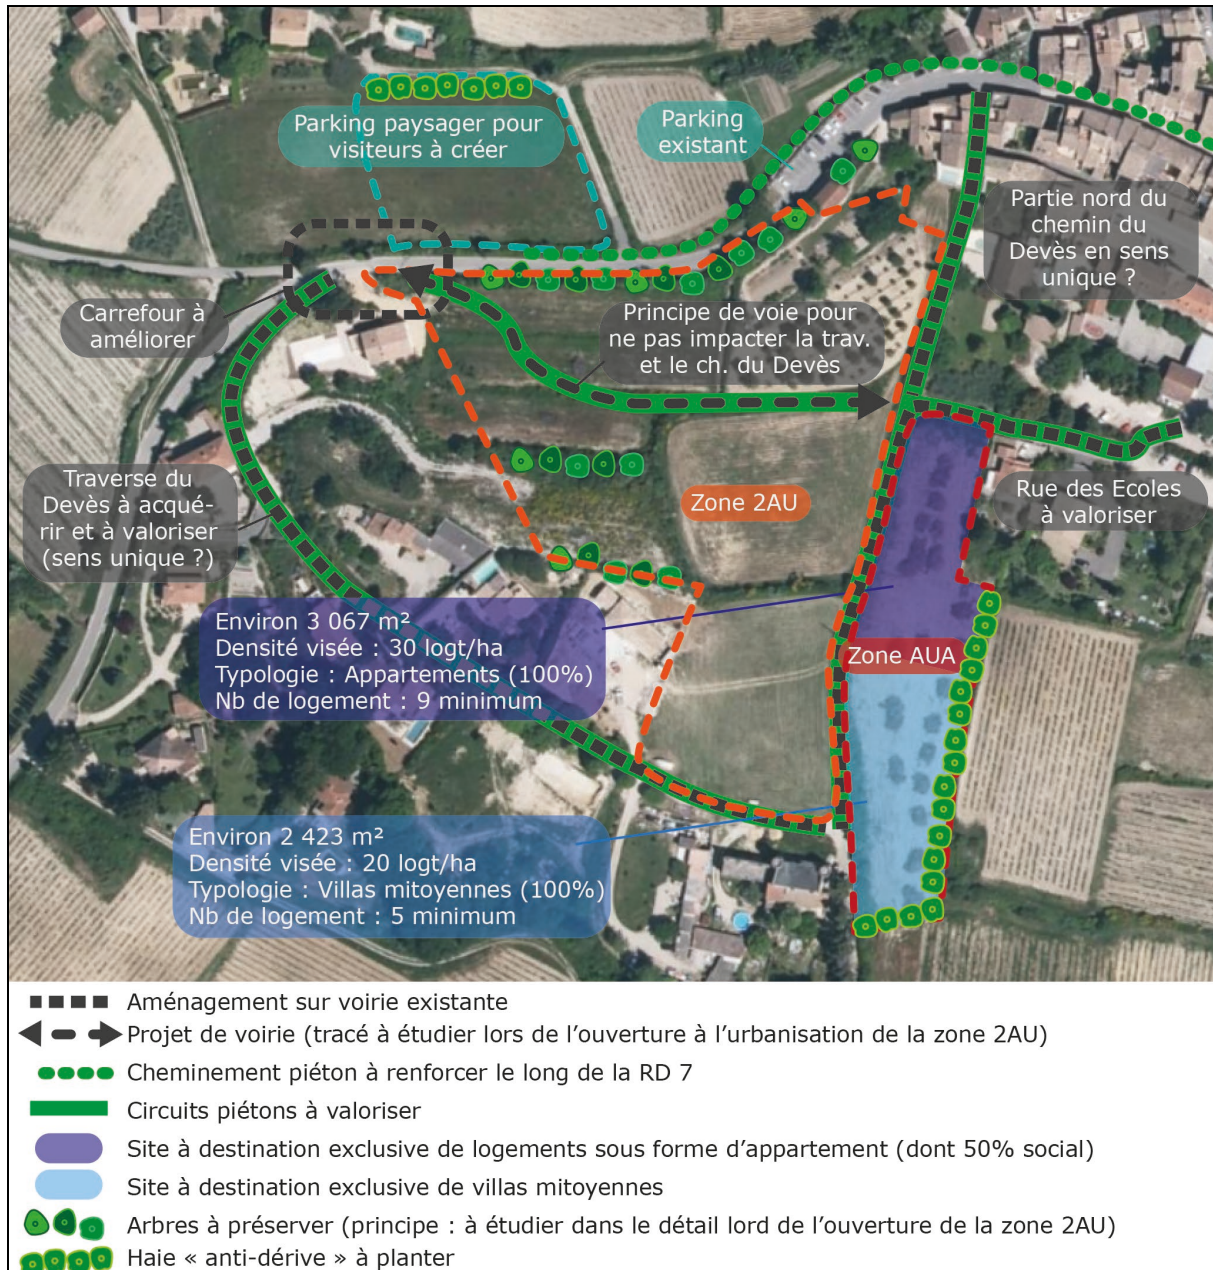 Parking paysager pour
visiteurs à créer
Parking
existant
Partie nord du
chemin du
Devès en sens
unique ?
Carrefour à
améliorer
Principe de voie pour
ne pas impacter la trav.
et le ch. du Devès
Traverse du
Devès à acqué-
rir et à valoriser
(sens unique ?)
Zone 2AU
Rue des Ecoles
à valoriser
Environ 3 067 m²
Densité visée : 30 logt/ha
Typologie : Appartements (100%)
Nb de logement : 9 minimum
Zone AUA
Environ 2 423 m²
Densité visée : 20 logt/ha
Typologie : Villas mitoyennes (100%)
Nb de logement : 5 minimum
Aménagement sur voirie existante
Projet de voirie (tracé à étudier lors de l’ouverture à l’urbanisation de la zone 2AU)
Cheminement piéton à renforcer le long de la RD 7
Circuits piétons à valoriser
Site à destination exclusive de logements sous forme d’appartement (dont 50% social)
Site à destination exclusive de villas mitoyennes
Arbres à préserver (principe : à étudier dans le détail lord de l’ouverture de la zone 2AU)
Haie « anti-dérive » à planter